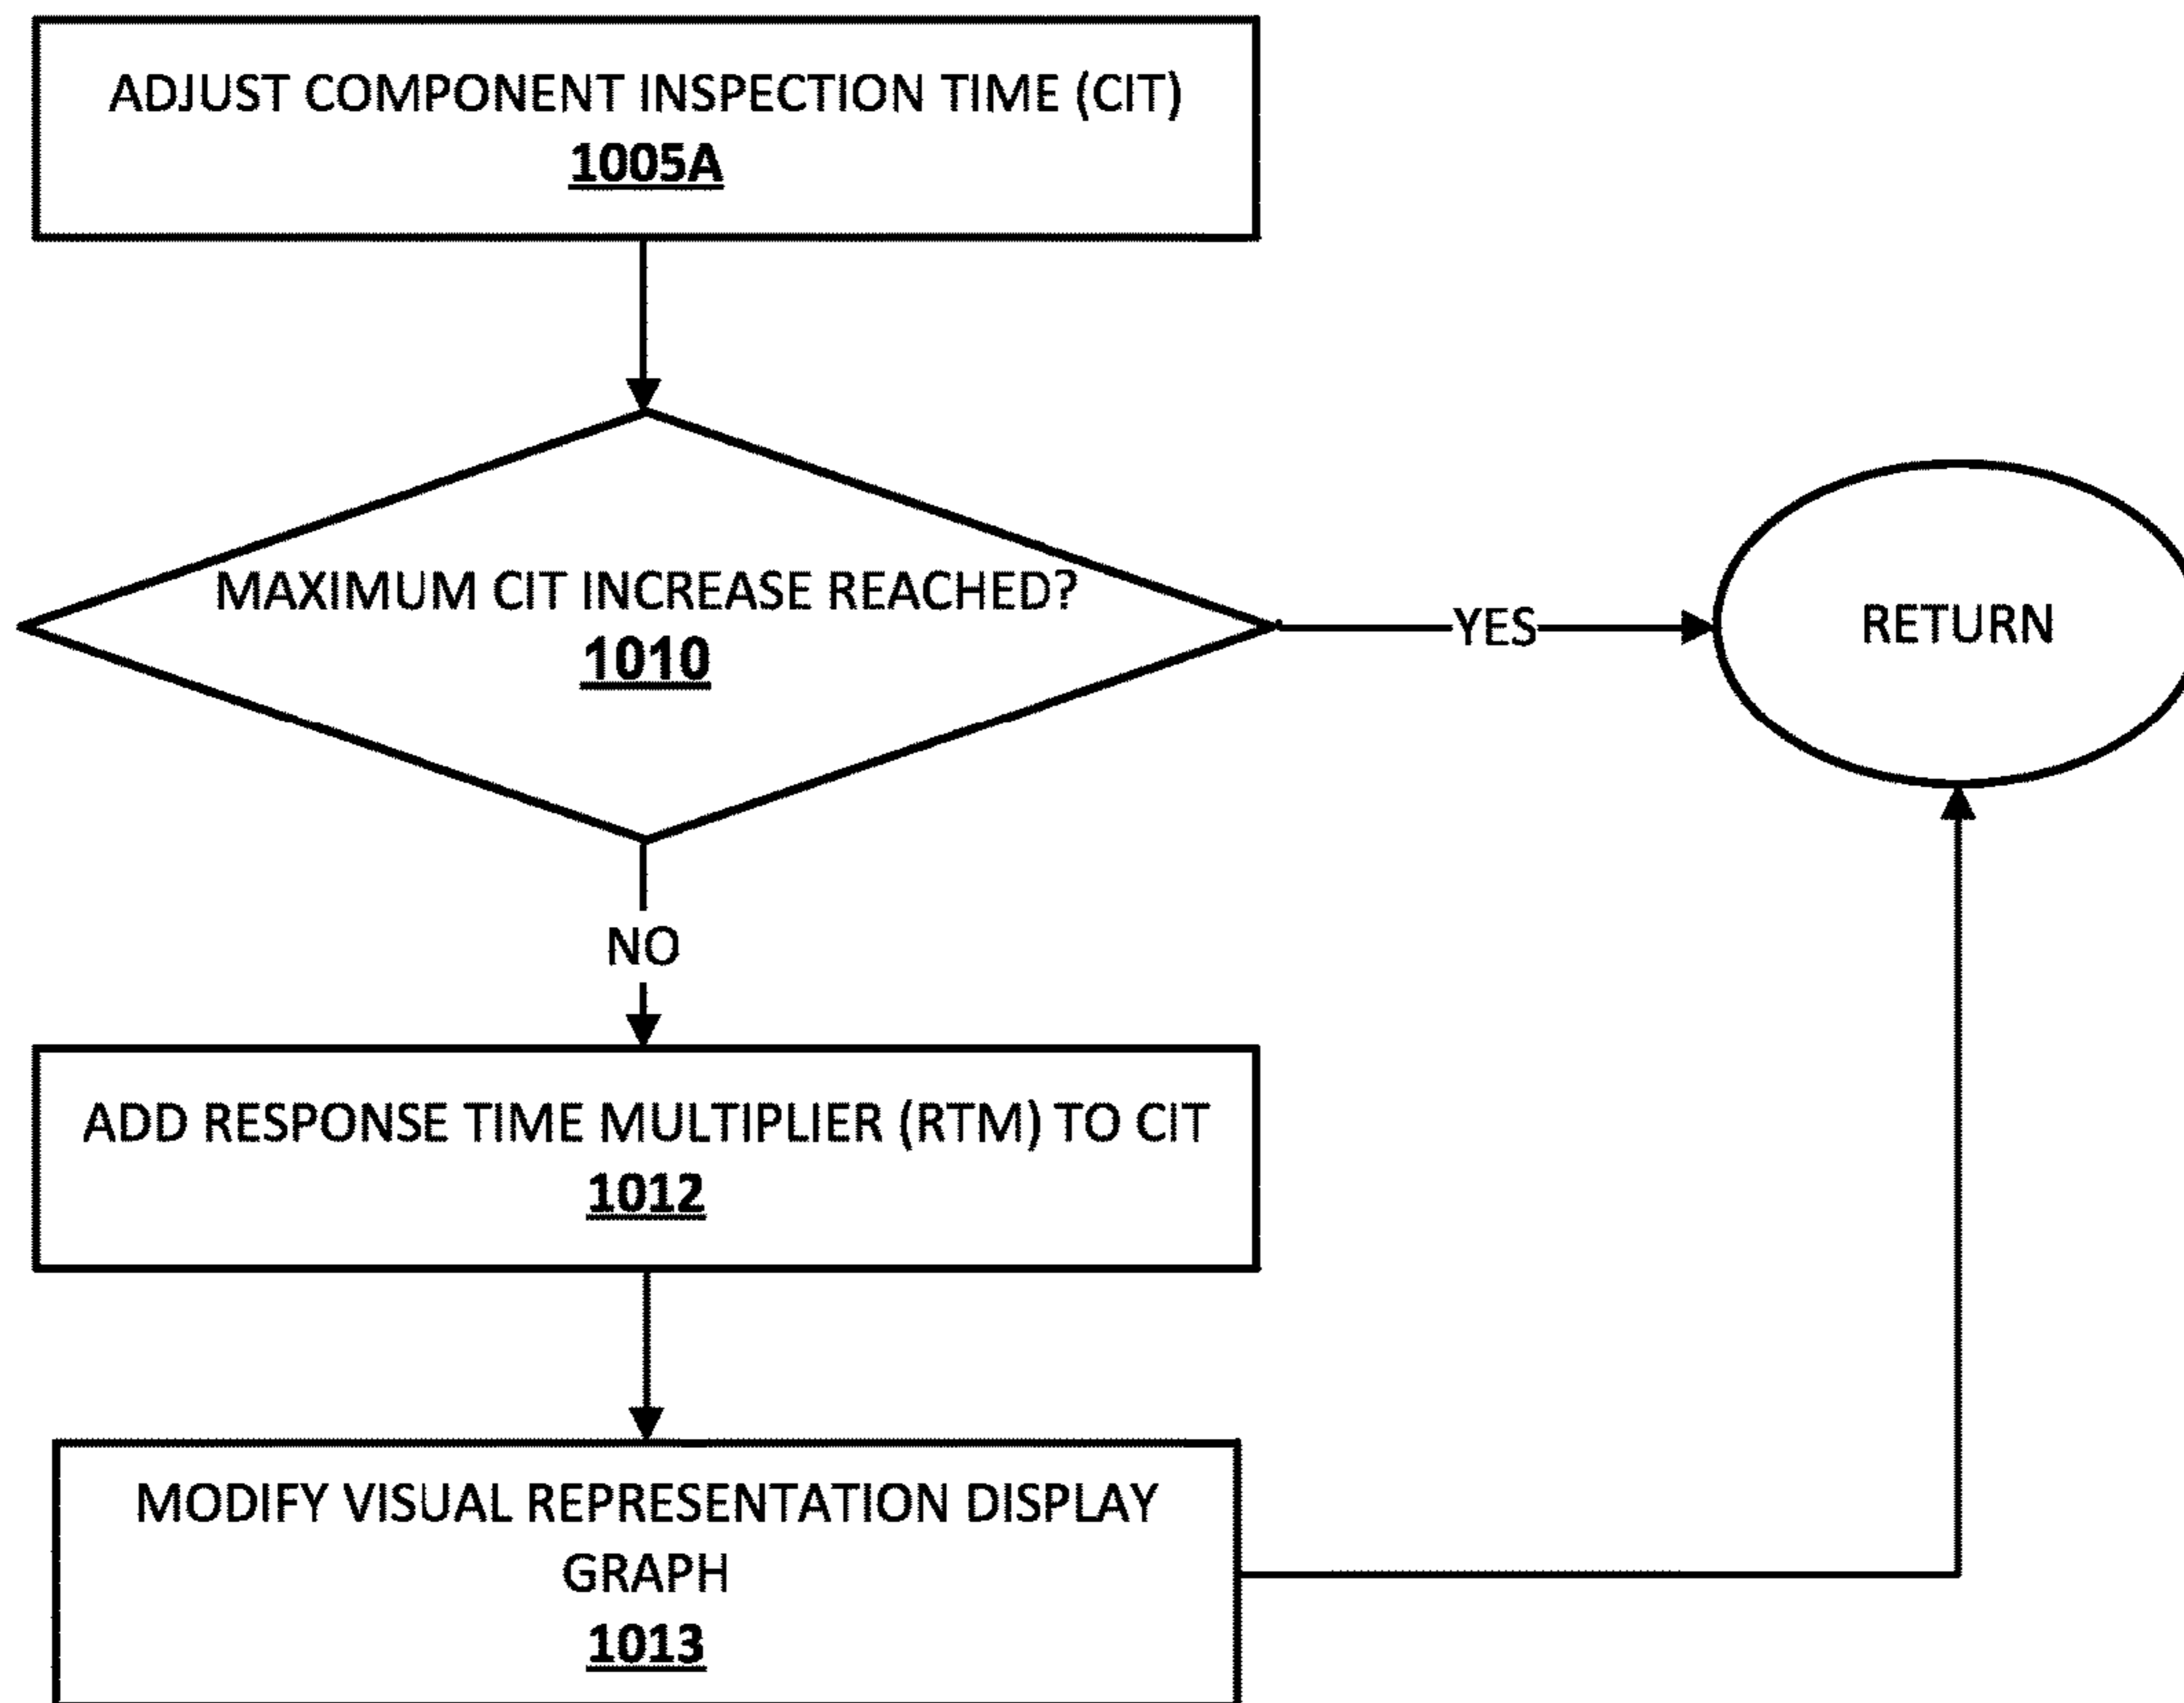 ADJUST COMPONENT INSPECTION TIME (CIT)
1005A
MAXIMUM CIT INCREASE REACHED?
1010
YES
RETURN
NO
ADD RESPONSE TIME MULTIPLIER (RTM) TO CIT
1012
MODIFY VISUAL REPRESENTATION DISPLAY
GRAPH
1013